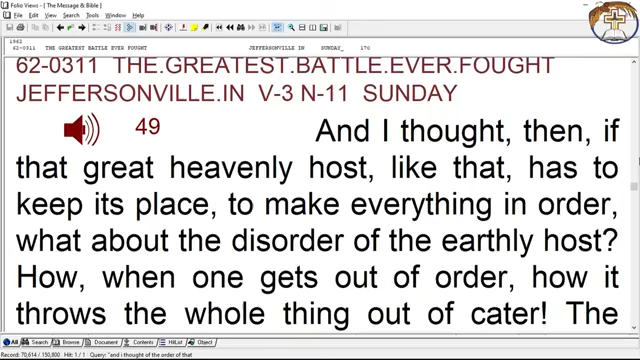 Folio Views - [The Message & Bible]
File Edit View Search Tools Window Help
1962
62-0311 THE GREATEST BATTLE EVER FOUGHT JEFFERSONVILLE IN SUNDAY_ 170
62-0311 THE.GREATEST.BATTLE.EVER.FOUGHT
JEFFERSONVILLE.IN V-3 N-11 SUNDAY
49 And I thought, then, if
that great heavenly host, like that, has to
keep its place, to make everything in order,
what about the disorder of the earthly host?
How, when one gets out of order, how it
throws the whole thing out of cater! The
All Search Browse Document Contents HitList Object
Record: 70,614 / 150,800 Hit: 1 / 1 Query: "and i thought of the order of that